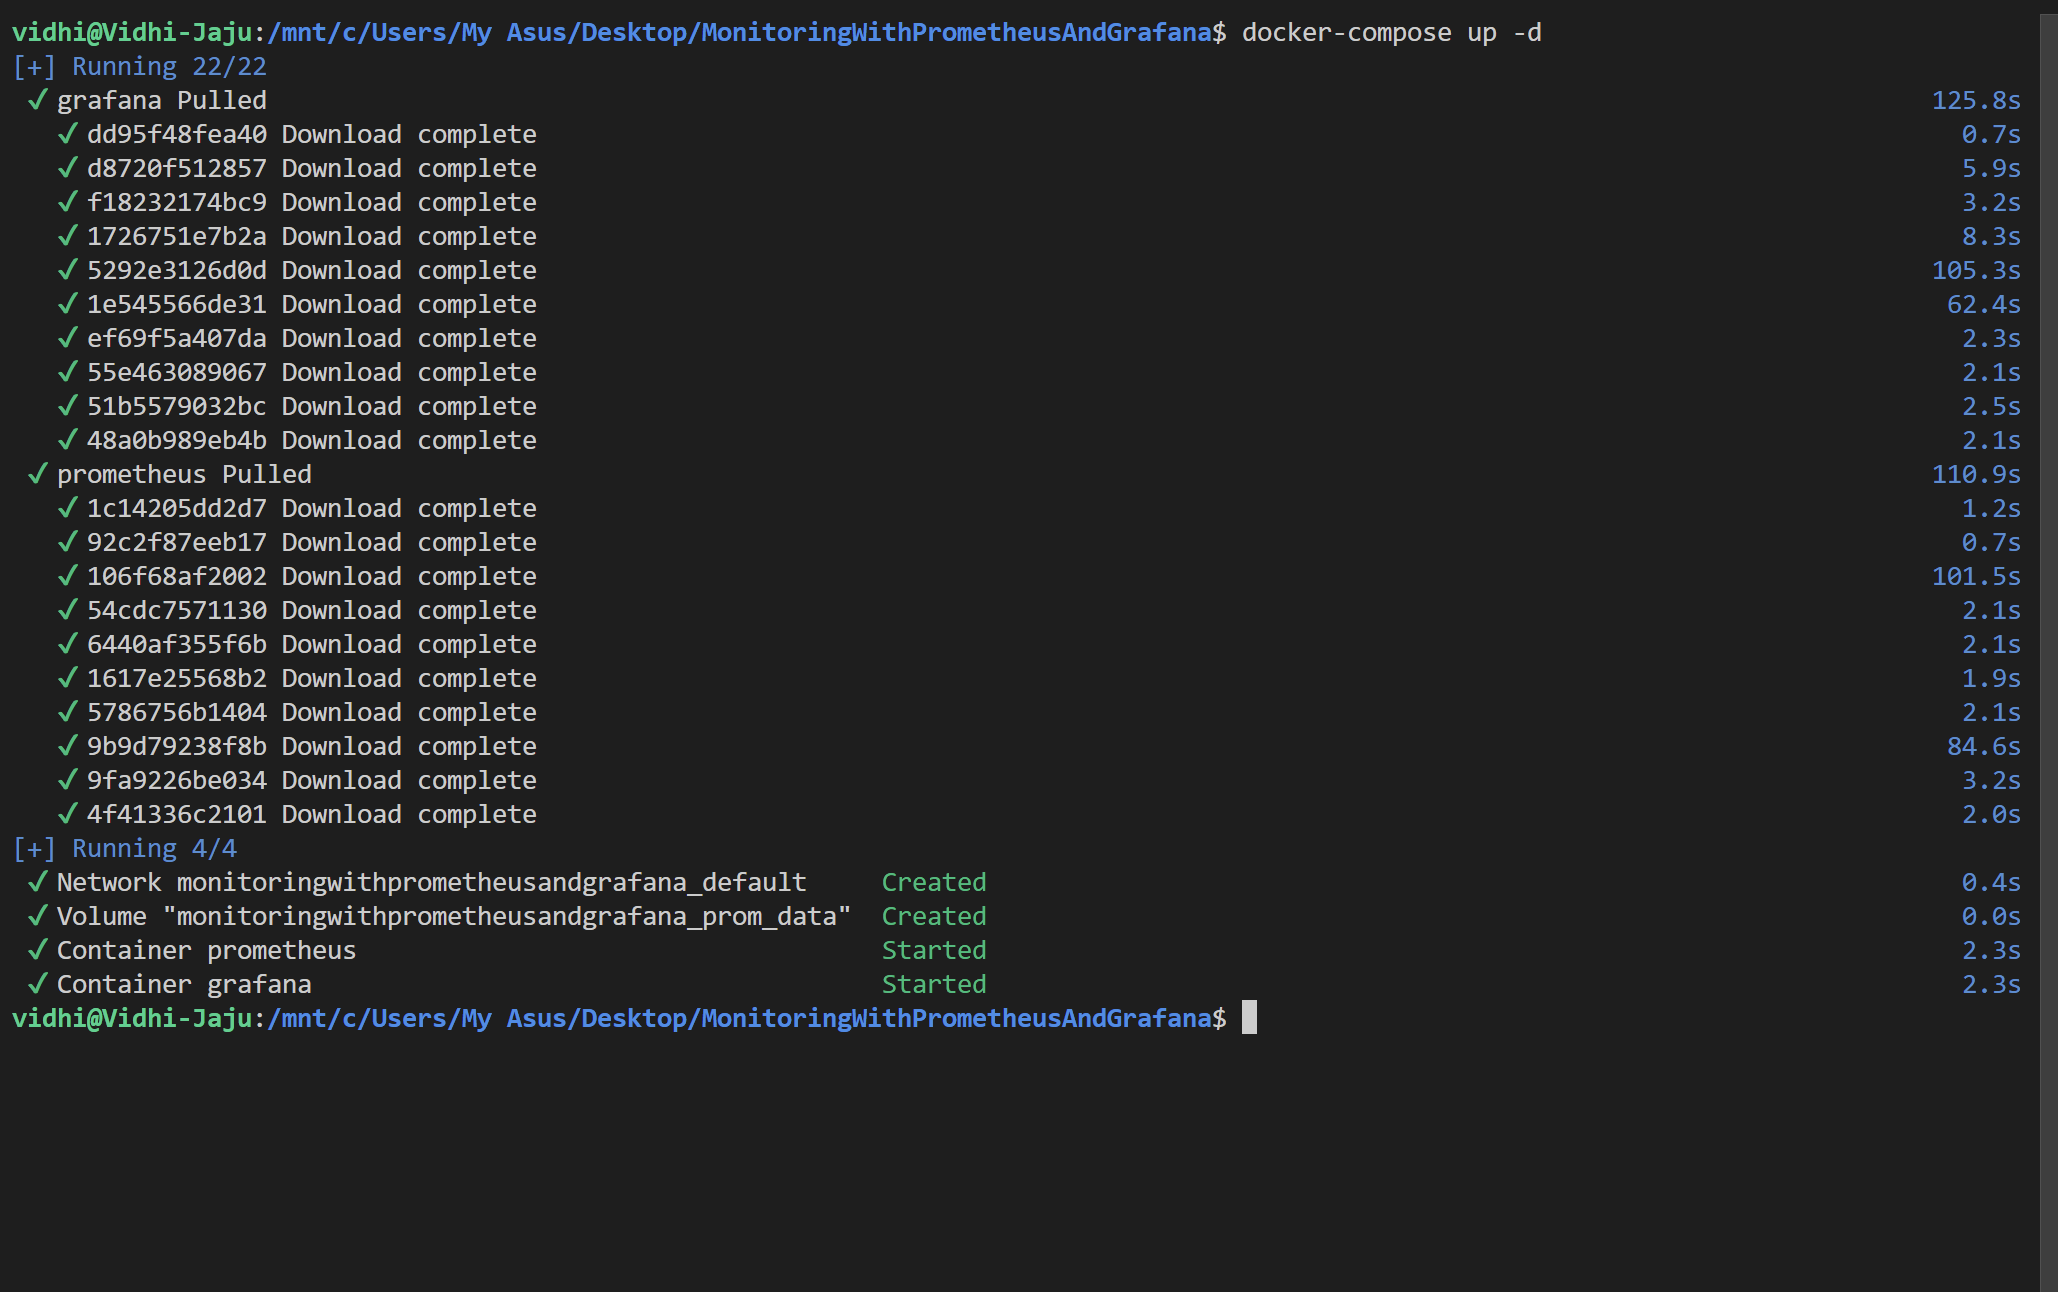 vidhi@Vidhi-Jaju:/mnt/c/Users/My Asus/Desktop/MonitoringWithPrometheusAndGrafana$ docker-compose up -d
[+] Running 22/22
✓ grafana Pulled 125.8s
✓ dd95f48fea40 Download complete 0.7s
✓ d8720f512857 Download complete 5.9s
✓ f18232174bc9 Download complete 3.2s
✓ 1726751e7b2a Download complete 8.3s
✓ 5292e3126d0d Download complete 105.3s
✓ 1e545566de31 Download complete 62.4s
✓ ef69f5a407da Download complete 2.3s
✓ 55e463089067 Download complete 2.1s
✓ 51b5579032bc Download complete 2.5s
✓ 48a0b989eb4b Download complete 2.1s
✓ prometheus Pulled 110.9s
✓ 1c14205dd2d7 Download complete 1.2s
✓ 92c2f87eeb17 Download complete 0.7s
✓ 106f68af2002 Download complete 101.5s
✓ 54cdc7571130 Download complete 2.1s
✓ 6440af355f6b Download complete 2.1s
✓ 1617e25568b2 Download complete 1.9s
✓ 5786756b1404 Download complete 2.1s
✓ 9b9d79238f8b Download complete 84.6s
✓ 9fa9226be034 Download complete 3.2s
✓ 4f41336c2101 Download complete 2.0s
[+] Running 4/4
✓ Network monitoringwithprometheusandgrafana_default Created 0.4s
✓ Volume "monitoringwithprometheusandgrafana_prom_data" Created 0.0s
✓ Container prometheus Started 2.3s
✓ Container grafana Started 2.3s
vidhi@Vidhi-Jaju:/mnt/c/Users/My Asus/Desktop/MonitoringWithPrometheusAndGrafana$